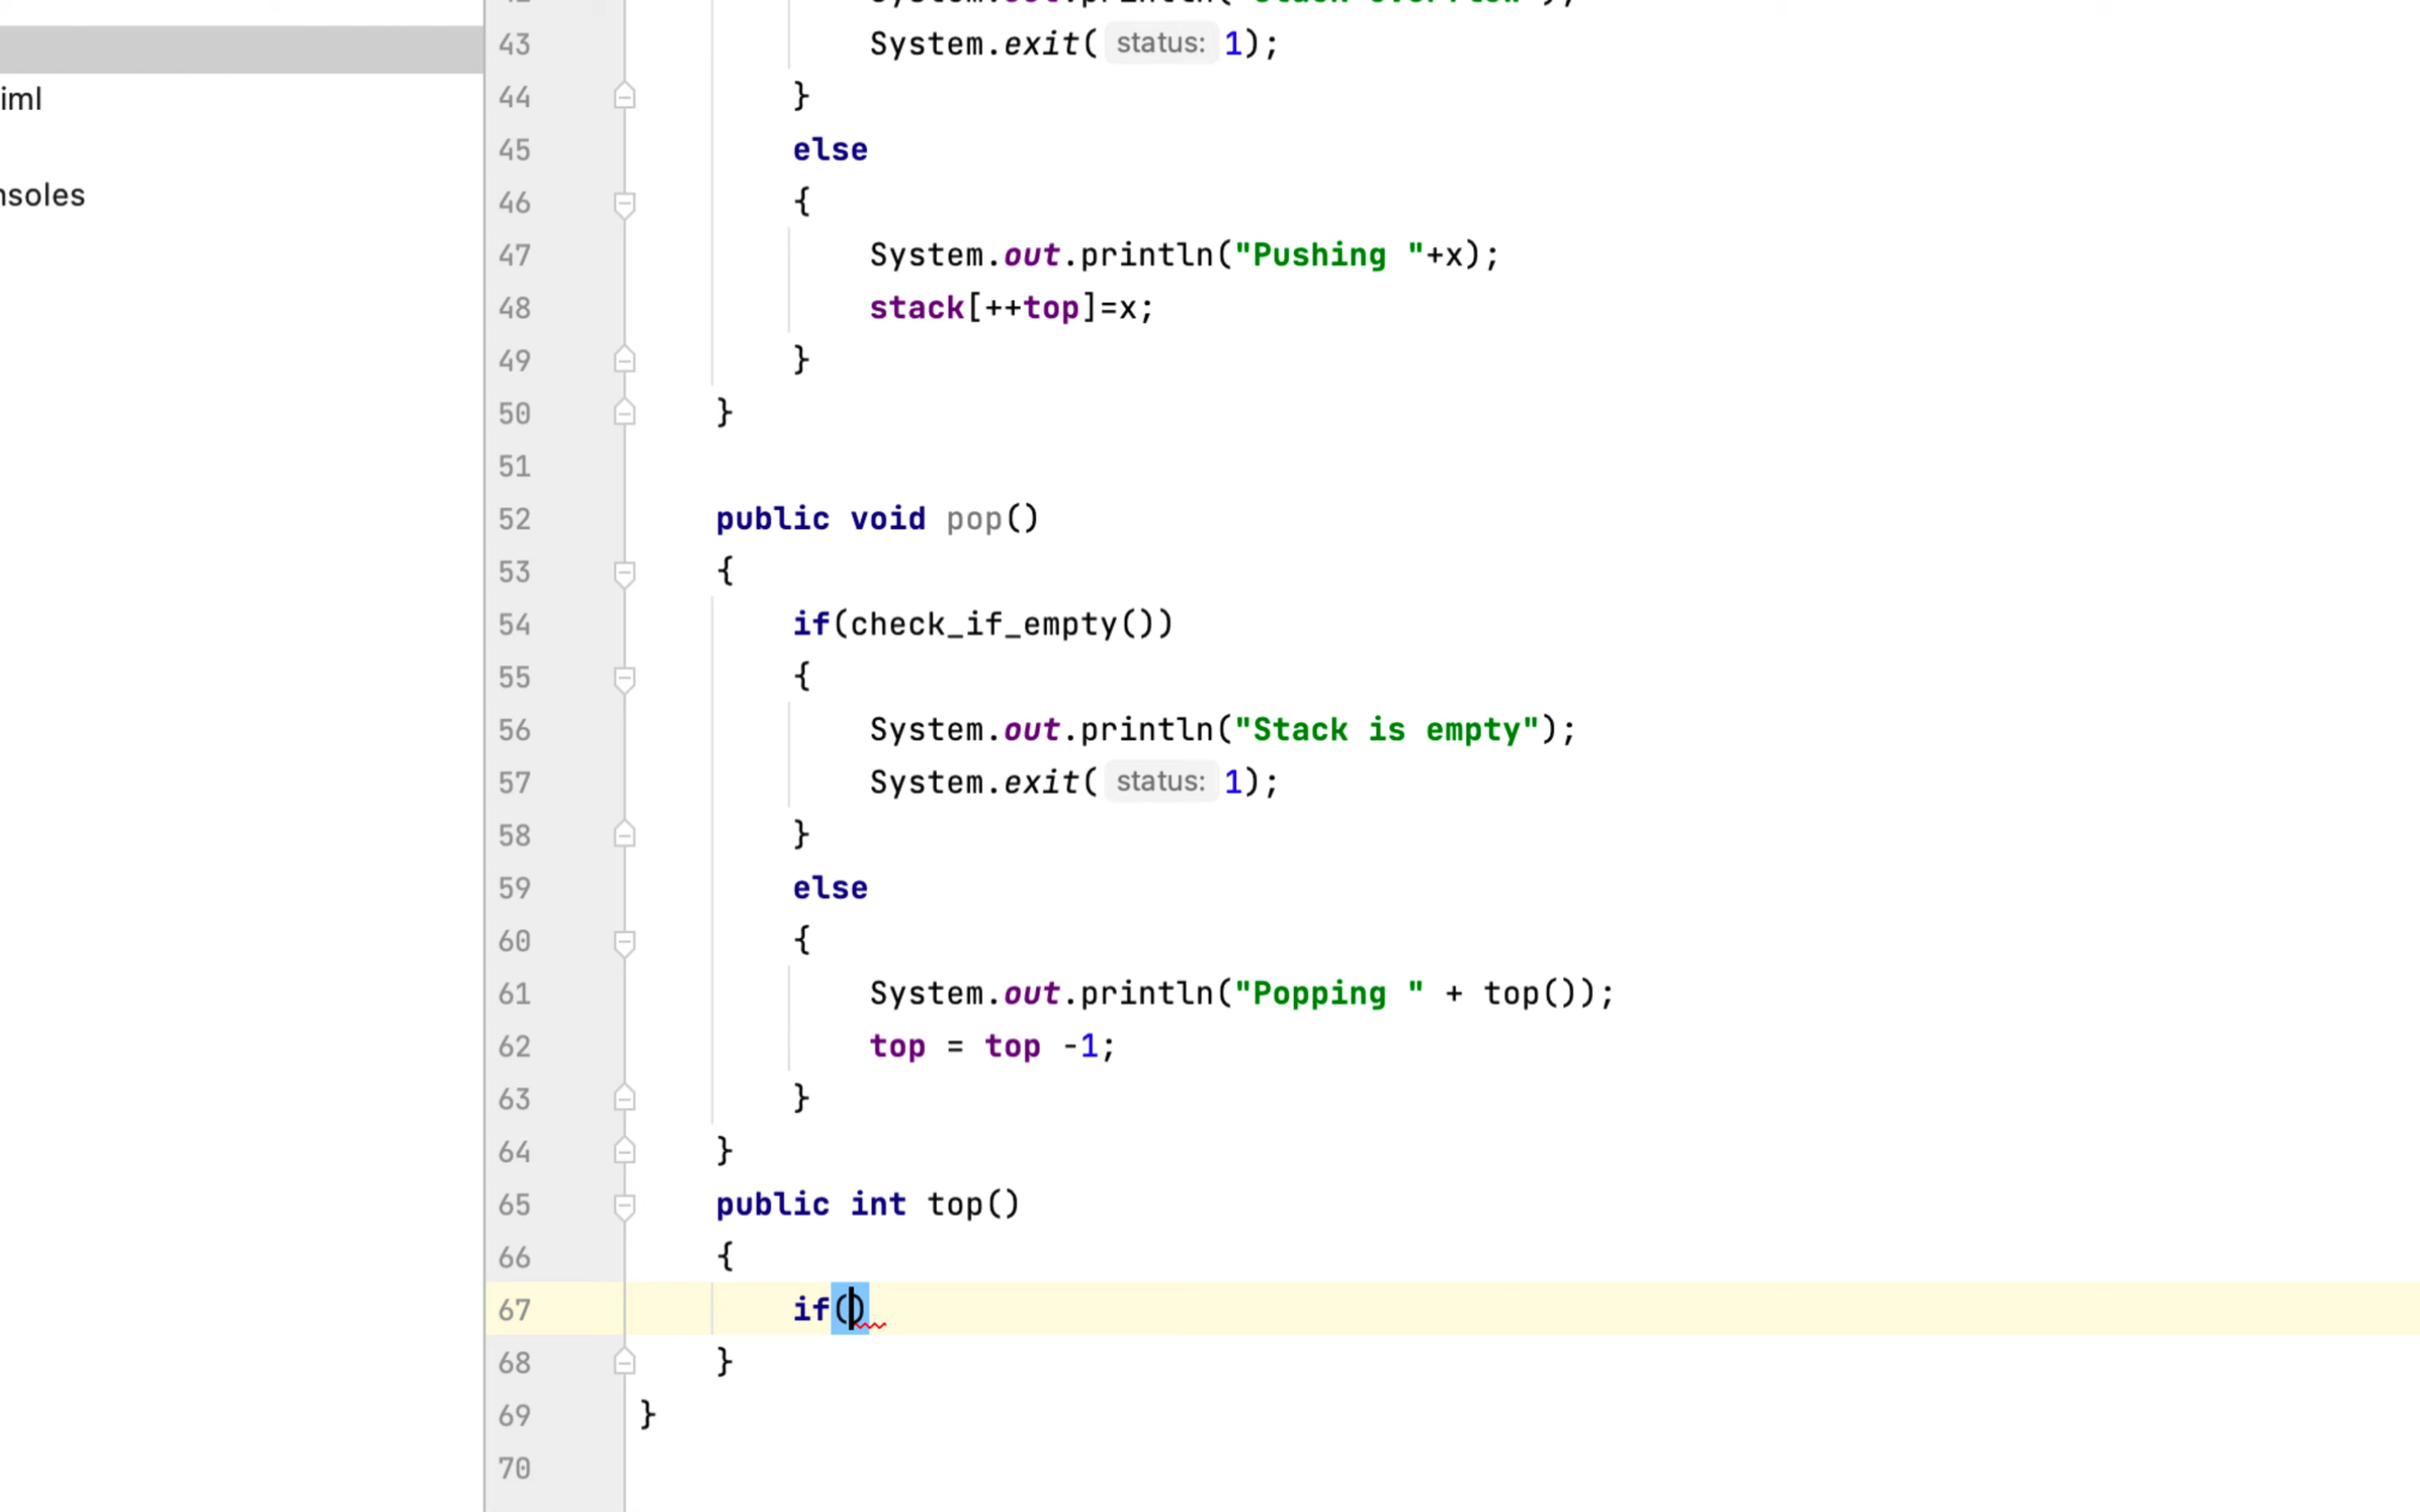 43 System.exit( status: 1);
iml
44 }
45 else
nsoles
46 {
47 System.out.println("Pushing "+x);
48 stack[++top]=x;
49 }
50 }
51
52 public void pop()
53 {
54 if(check_if_empty())
55 {
56 System.out.println("Stack is empty");
57 System.exit( status: 1);
58 }
59 else
60 {
61 System.out.println("Popping " + top());
62 top = top -1;
63 }
64 }
65 public int top()
66 {
67 if()
68 }
69 }
70